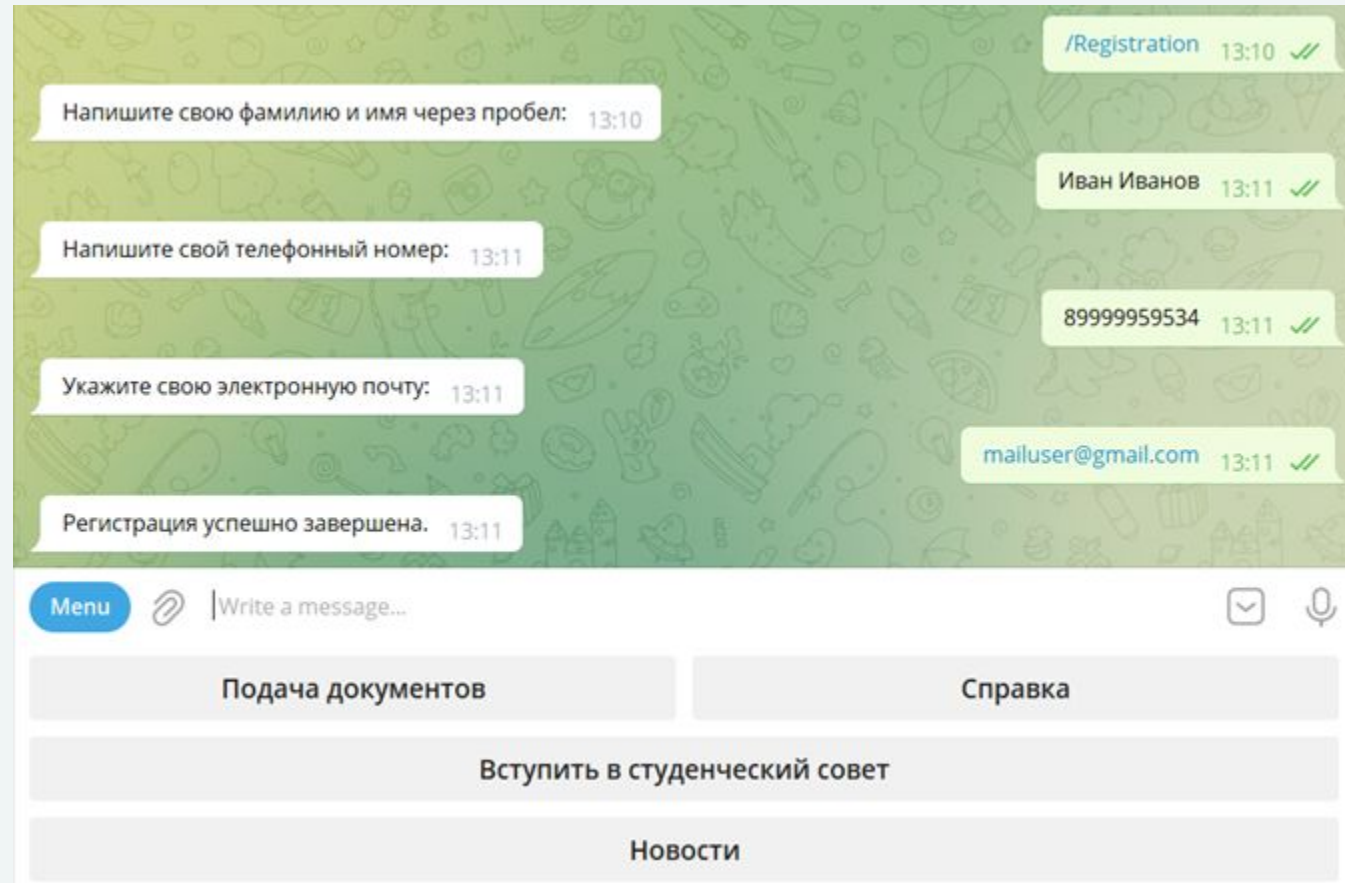 /Registration 13:10
Напишите свою фамилию и имя через пробел: 13:10
Иван Иванов 13:11
Напишите свой телефонный номер: 13:11
89999959534 13:11
Укажите свою электронную почту: 13:11
mailuser@gmail.com 13:11
Регистрация успешно завершена. 13:11
Menu Write a message...
Подача документов Справка
Вступить в студенческий совет
Новости